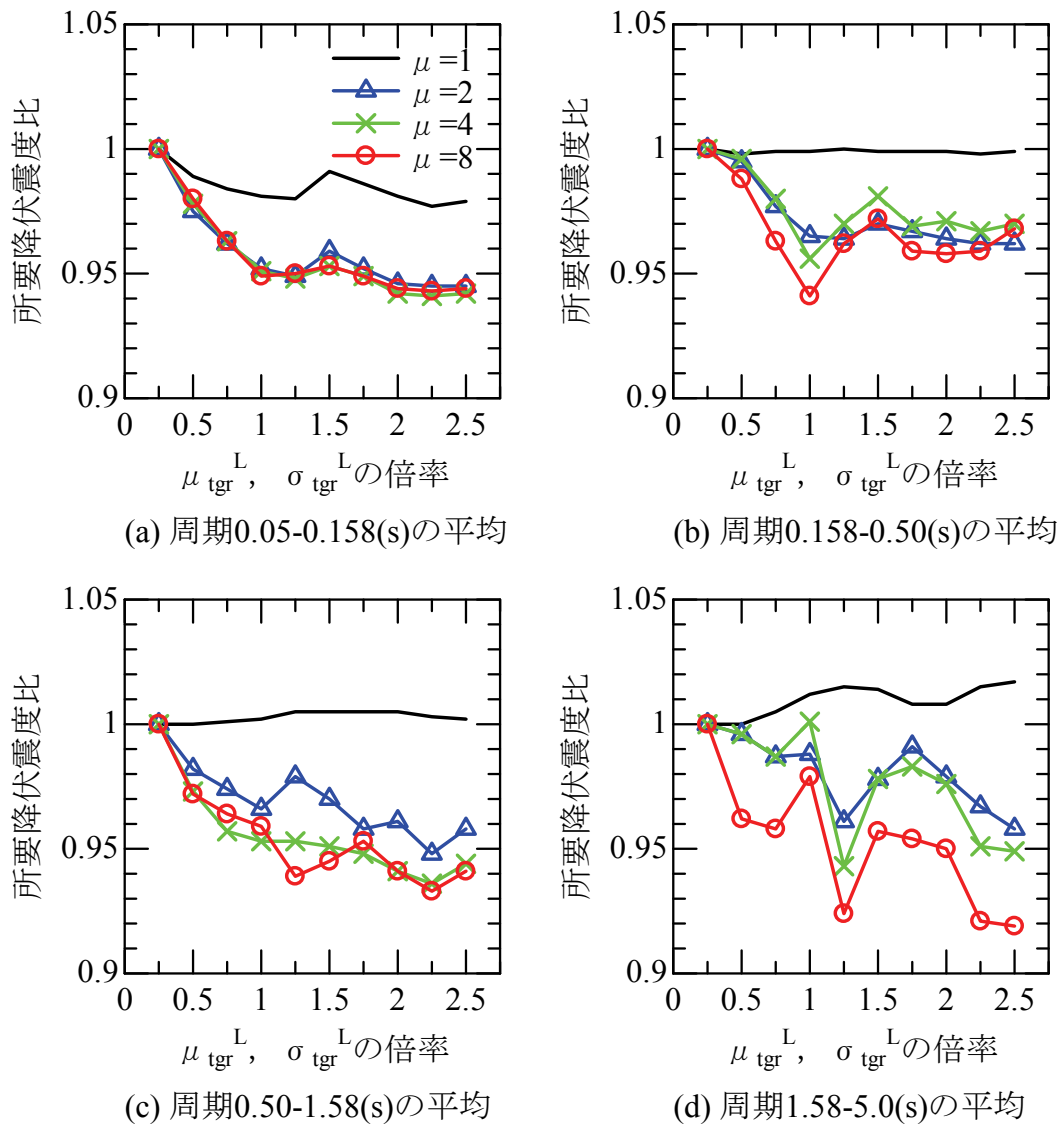 1.05
1
0.95
0.9
所要降伏震度比
μ =1
μ =2
μ =4
μ =8
0 0.5 1 1.5 2 2.5
μ tgr L, σ tgr Lの倍率
(a) 周期0.05-0.158(s)の平均
1.05
1
0.95
0.9
所要降伏震度比
0 0.5 1 1.5 2 2.5
μ tgr L, σ tgr Lの倍率
(b) 周期0.158-0.50(s)の平均
1.05
1
0.95
0.9
所要降伏震度比
0 0.5 1 1.5 2 2.5
μ tgr L, σ tgr Lの倍率
(c) 周期0.50-1.58(s)の平均
1.05
1
0.95
0.9
所要降伏震度比
0 0.5 1 1.5 2 2.5
μ tgr L, σ tgr Lの倍率
(d) 周期1.58-5.0(s)の平均